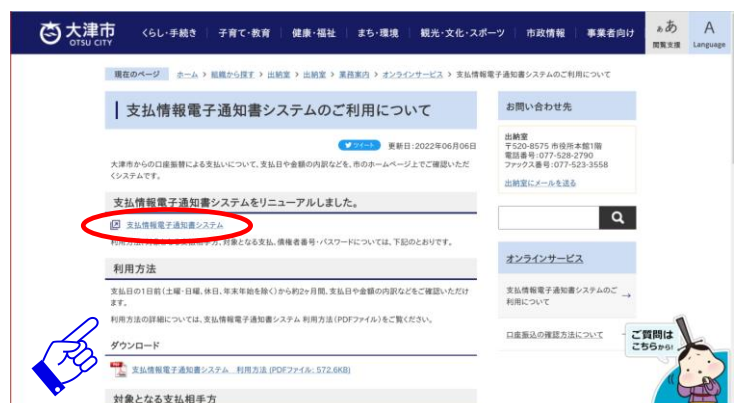 大津市
OTSU CITY
くらし・手続き 子育て・教育 健康・福祉 まち・環境 観光・文化・スポーツ 市政情報 事業者向け
あぁ
閲覧支援
A
Language
現在のページ ホーム > 組織から探す > 出納室 > 出納室 > 業務案内 > オンラインサービス > 支払情報電子通知書システムのご利用について
支払情報電子通知書システムのご利用について
ツイート 更新日:2022年06月06日
大津市からの口座振替による支払いについて、支払日や金額の内訳などを、市のホームページ上でご確認いただ
くシステムです。
支払情報電子通知書システムをリニューアルしました。
支払情報電子通知書システム
利用方法、対象となる支払相手方、対象となる支払、債権者番号・パスワードについては、下記のとおりです。
利用方法
支払日の1日前(土曜・日曜、休日、年末年始を除く)から約2ヶ月間、支払日や金額の内訳などをご確認いただけ
ます。
利用方法の詳細については、支払情報電子通知書システム 利用方法(PDFファイル)をご覧ください。
ダウンロード
支払情報電子通知書システム 利用方法 (PDFファイル: 572.6KB)
対象となる支払相手方
お問い合わせ先
出納室
〒520-8575 市役所本館1階
電話番号:077-528-2790
ファックス番号:077-523-3558
出納室にメールを送る
オンラインサービス
支払情報電子通知書システムのご
利用について →
口座振込の確認方法について
ご質問は
こちらから!